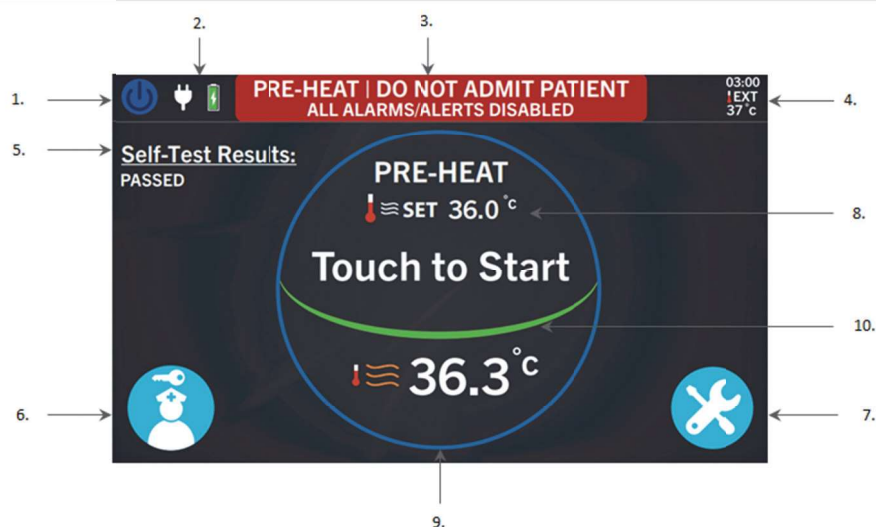 2.
3.
1.
PRE-HEAT | DO NOT ADMIT PATIENT
ALL ALARMS/ALERTS DISABLED
03:00
EXT
37 °c
4.
5.
Self-Test Results:
PASSED
PRE-HEAT
SET 36.0 °c
8.
Touch to Start
10.
36.3 °c
6.
7.
9.